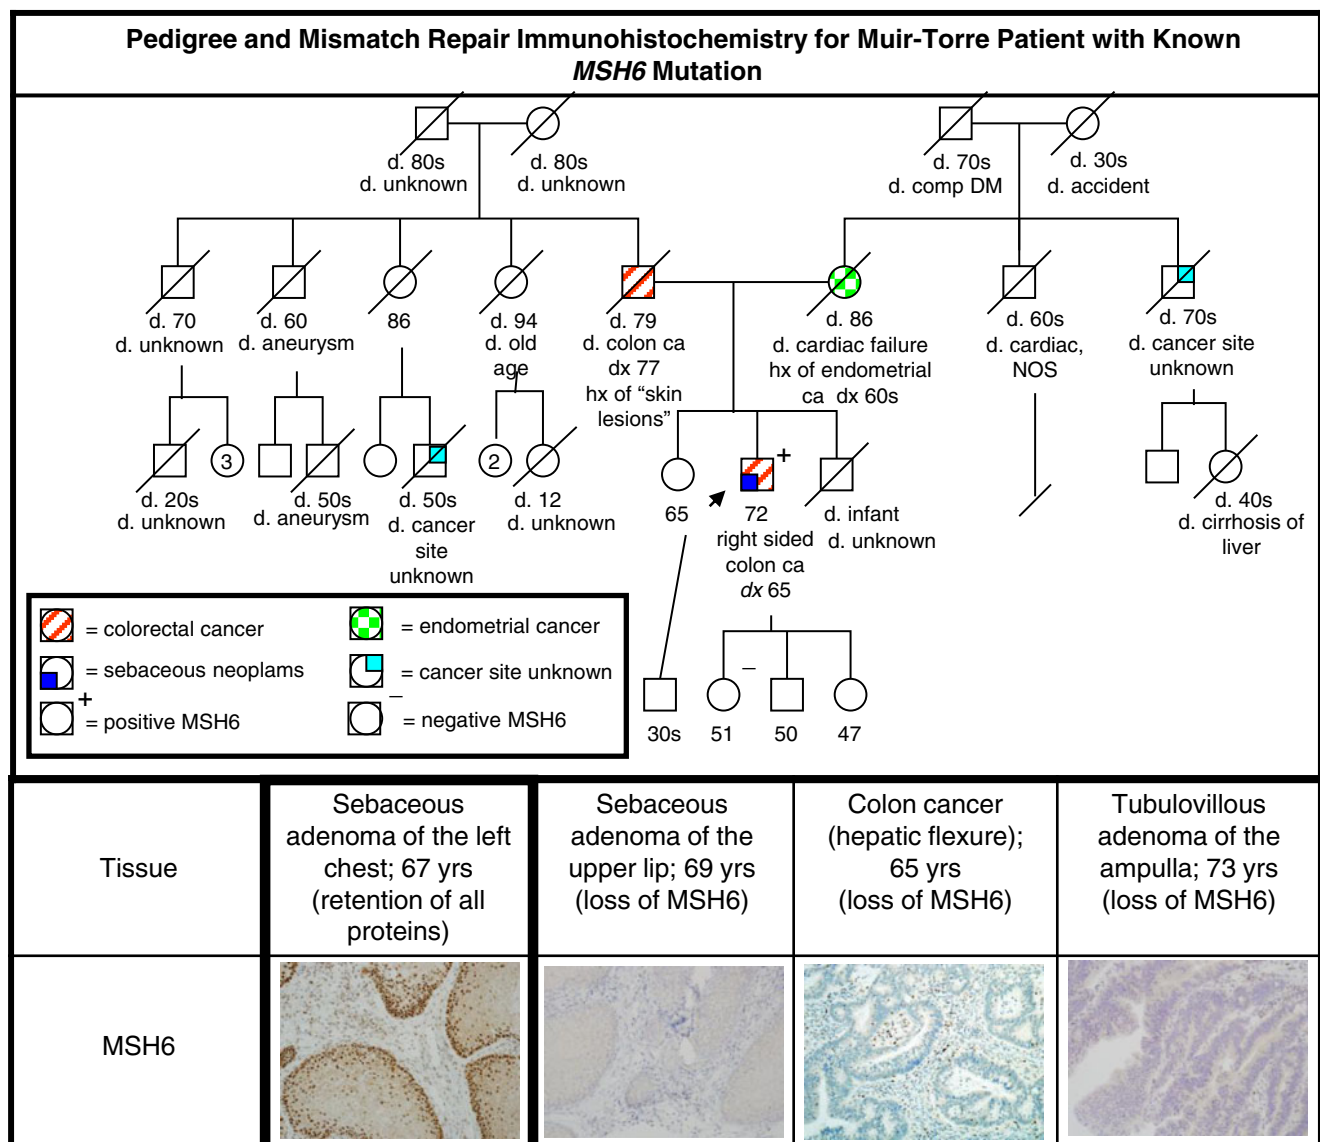 Pedigree and Mismatch Repair Immunohistochemistry for Muir-Torre Patient with Known
MSH6 Mutation
d. 80s
d. unknown
d. 80s
d. unknown
d. 70s
d. comp DM
d. 30s
d. accident
d. 70
d. unknown
d. 60
d. aneurysm
86
d. 94
d. old
age
d. 79
d. colon ca
dx 77
hx of “skin
lesions”
d. 86
d. cardiac failure
hx of endometrial
ca dx 60s
d. 60s
d. cardiac,
NOS
d. 70s
d. cancer site
unknown
d. 20s
d. unknown
3
d. 50s
d. aneurysm
d. 50s
d. cancer
site
unknown
2
d. 12
d. unknown
65
+
72
right sided
colon ca
dx 65
d. infant
d. unknown
d. 40s
d. cirrhosis of
liver
30s
–
51
50
47
= colorectal cancer
= endometrial cancer
= sebaceous neoplams
= cancer site unknown
+
= positive MSH6
–
= negative MSH6
Tissue
Sebaceous
adenoma of the left
chest; 67 yrs
(retention of all
proteins)
Sebaceous
adenoma of the
upper lip; 69 yrs
(loss of MSH6)
Colon cancer
(hepatic flexure);
65 yrs
(loss of MSH6)
Tubulovillous
adenoma of the
ampulla; 73 yrs
(loss of MSH6)
MSH6